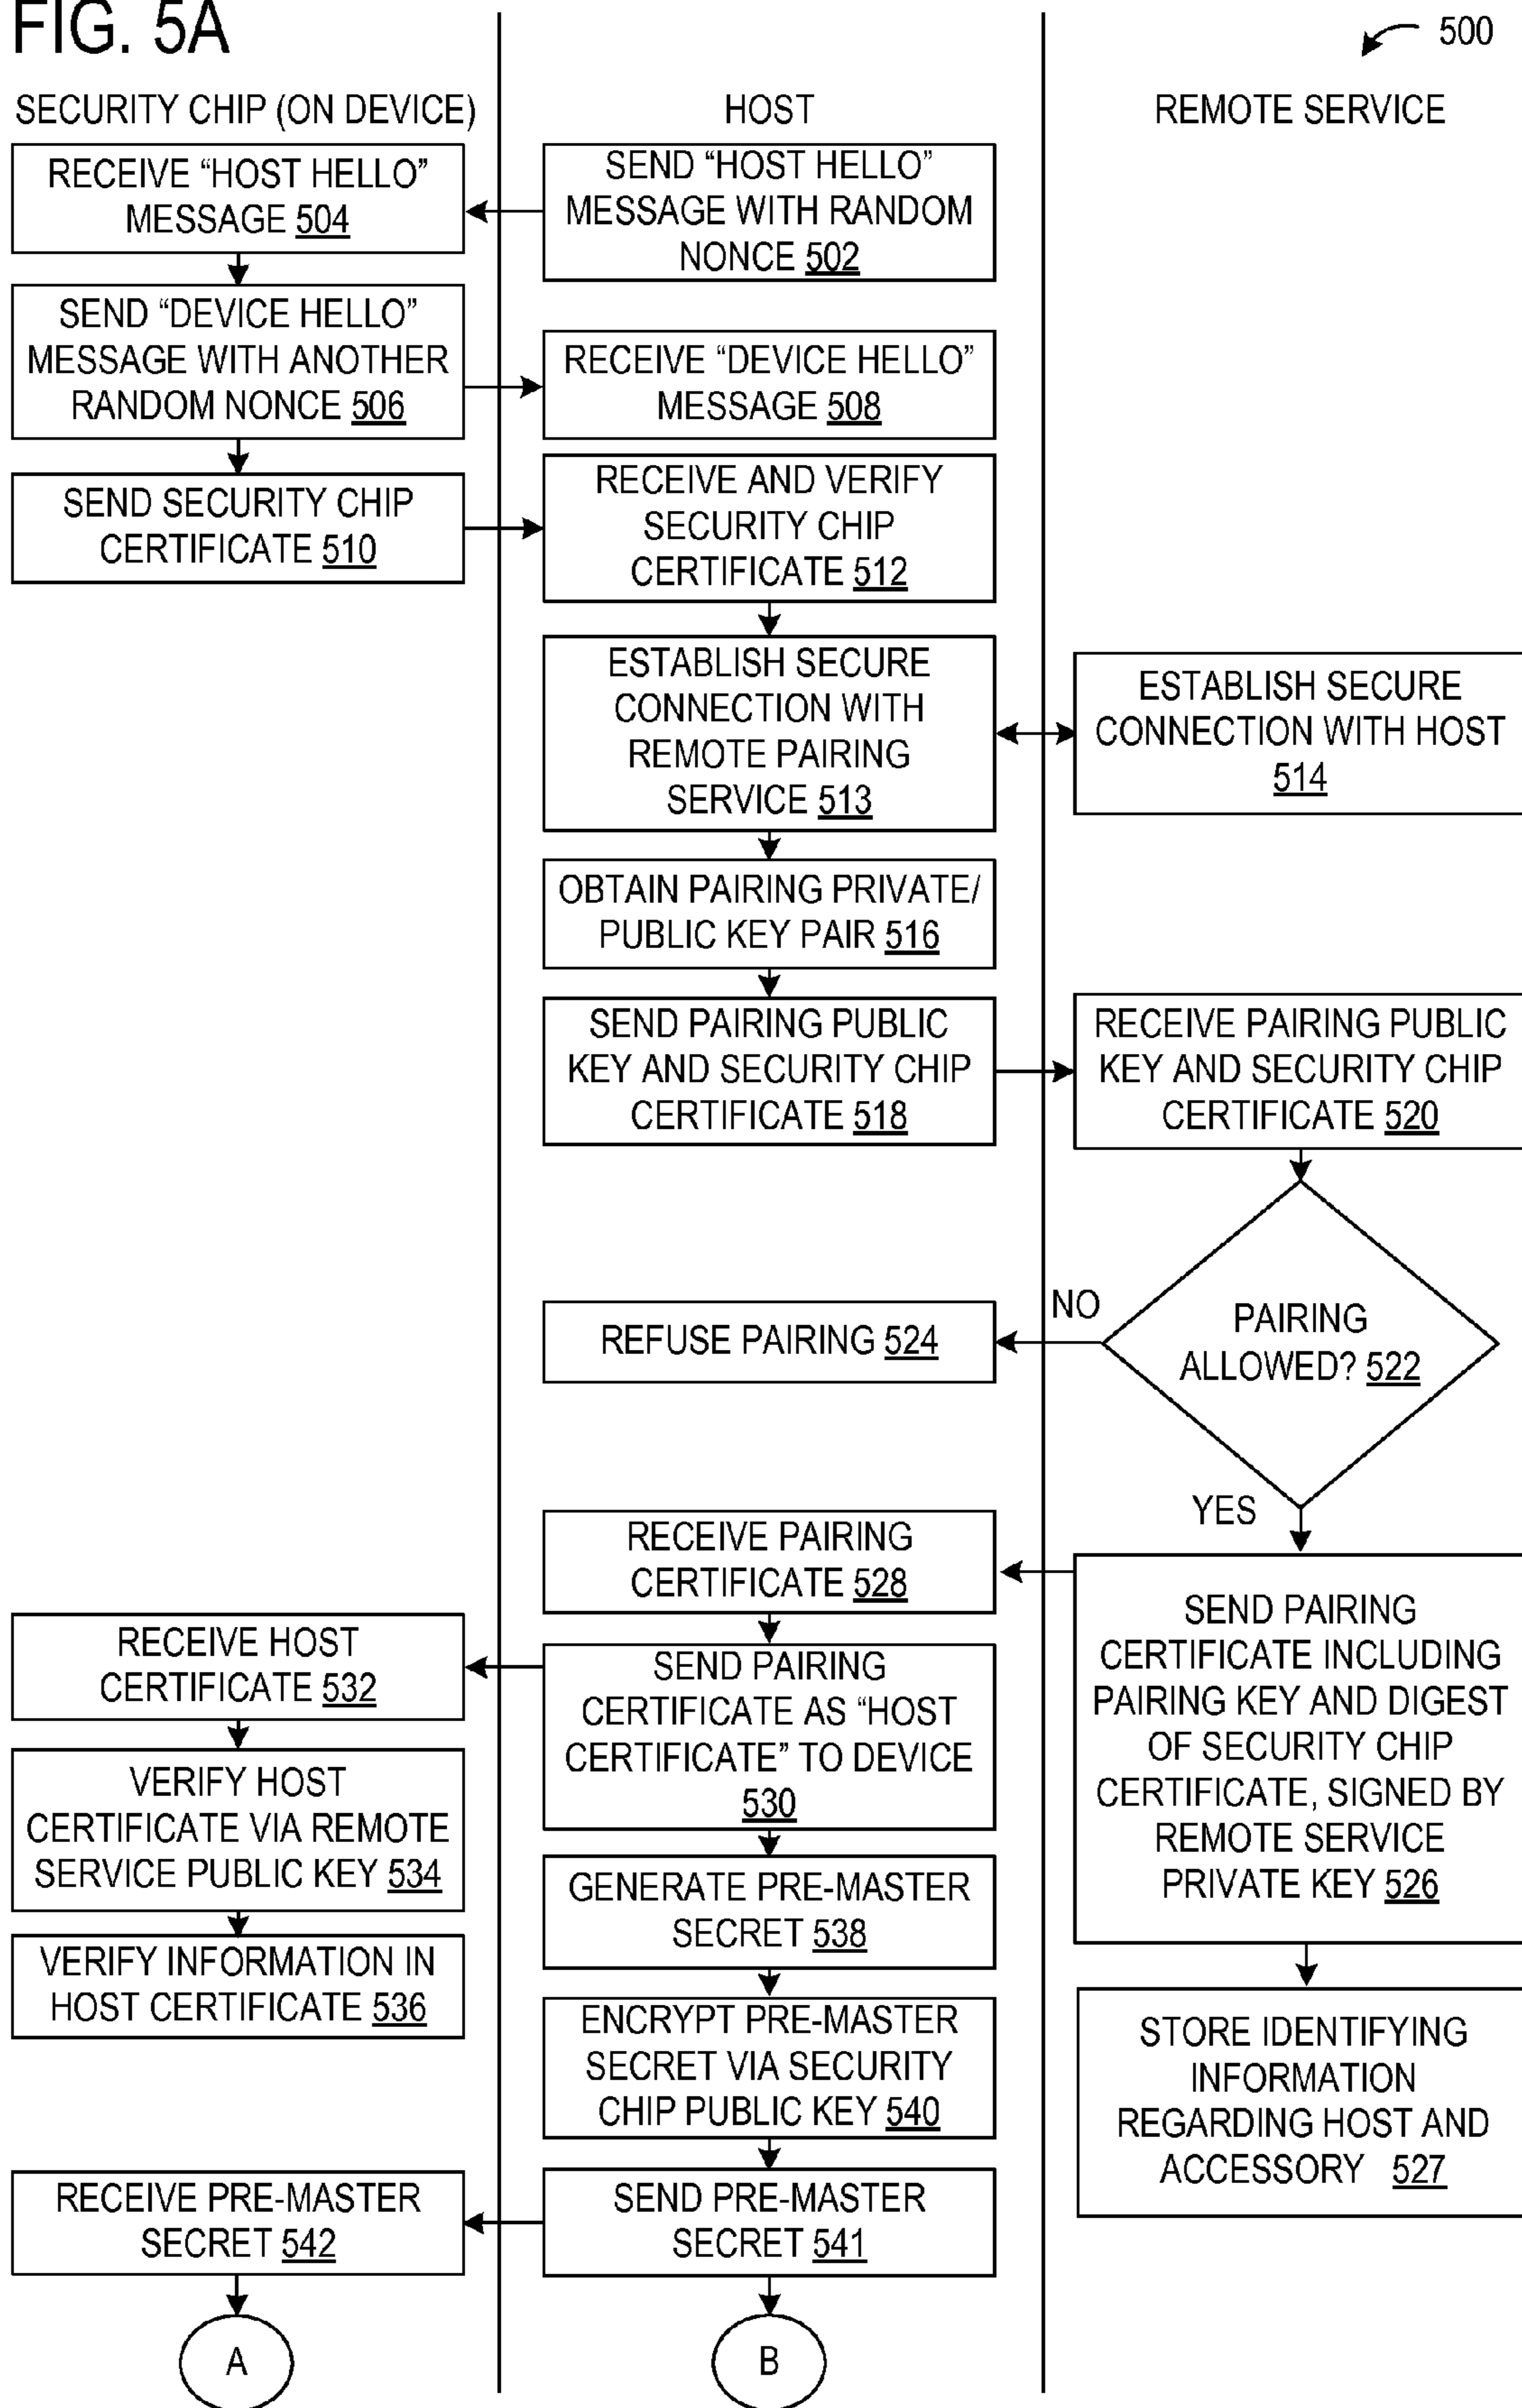 FIG. 5A
500
SECURITY CHIP (ON DEVICE)
HOST
REMOTE SERVICE
RECEIVE “HOST HELLO”
MESSAGE 504
SEND “HOST HELLO”
MESSAGE WITH RANDOM
NONCE 502
SEND “DEVICE HELLO”
MESSAGE WITH ANOTHER
RANDOM NONCE 506
RECEIVE “DEVICE HELLO”
MESSAGE 508
SEND SECURITY CHIP
CERTIFICATE 510
RECEIVE AND VERIFY
SECURITY CHIP
CERTIFICATE 512
ESTABLISH SECURE
CONNECTION WITH
REMOTE PAIRING
SERVICE 513
ESTABLISH SECURE
CONNECTION WITH HOST
514
OBTAIN PAIRING PRIVATE/
PUBLIC KEY PAIR 516
SEND PAIRING PUBLIC
KEY AND SECURITY CHIP
CERTIFICATE 518
RECEIVE PAIRING PUBLIC
KEY AND SECURITY CHIP
CERTIFICATE 520
PAIRING
ALLOWED? 522
NO
REFUSE PAIRING 524
YES
SEND PAIRING
CERTIFICATE INCLUDING
PAIRING KEY AND DIGEST
OF SECURITY CHIP
CERTIFICATE, SIGNED BY
REMOTE SERVICE
PRIVATE KEY 526
RECEIVE PAIRING
CERTIFICATE 528
SEND PAIRING
CERTIFICATE AS “HOST
CERTIFICATE” TO DEVICE
530
RECEIVE HOST
CERTIFICATE 532
VERIFY HOST
CERTIFICATE VIA REMOTE
SERVICE PUBLIC KEY 534
VERIFY INFORMATION IN
HOST CERTIFICATE 536
GENERATE PRE-MASTER
SECRET 538
ENCRYPT PRE-MASTER
SECRET VIA SECURITY
CHIP PUBLIC KEY 540
STORE IDENTIFYING
INFORMATION
REGARDING HOST AND
ACCESSORY 527
SEND PRE-MASTER
SECRET 541
RECEIVE PRE-MASTER
SECRET 542
A
B